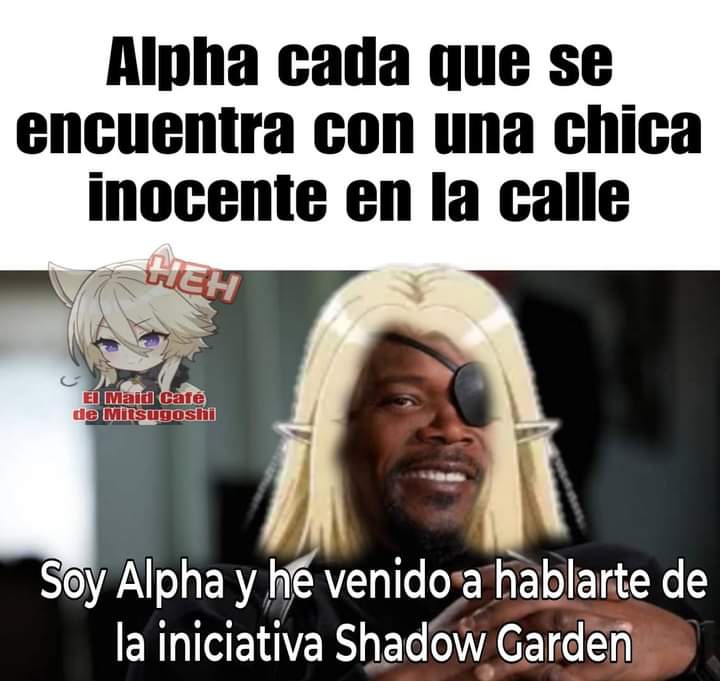 Alpha cada que se
encuentra con una chica
inocente en la calle
HEH
El Maid Café
de Mitsugoshi
Soy Alpha y he venido a hablarte de
la iniciativa Shadow Garden